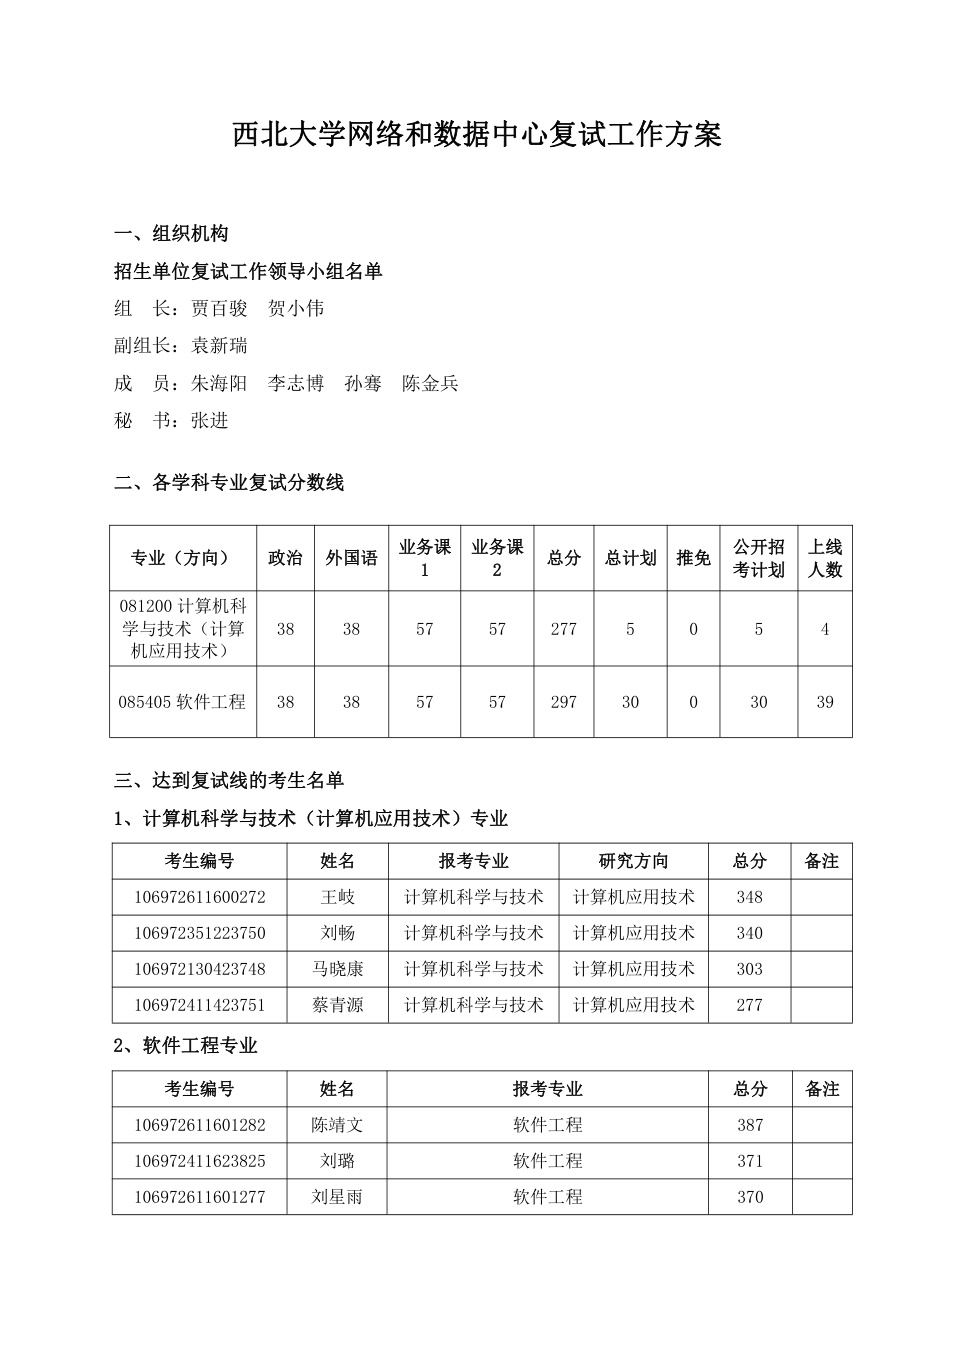 西北大学网络和数据中心复试工作方案
一、组织机构
招生单位复试工作领导小组名单
组　长：贾百骏　贺小伟
副组长：袁新瑞
成　员：朱海阳　李志博　孙骞　陈金兵
秘　书：张进
二、各学科专业复试分数线
专业（方向） 政治 外国语 业务课1 业务课2 总分 总计划 推免 公开招考计划 上线人数
081200 计算机科学与技术（计算机应用技术） 38 38 57 57 277 5 0 5 4
085405 软件工程 38 38 57 57 297 30 0 30 39
三、达到复试线的考生名单
1、计算机科学与技术（计算机应用技术）专业
考生编号 姓名 报考专业 研究方向 总分 备注
106972611600272 王岐 计算机科学与技术 计算机应用技术 348
106972351223750 刘畅 计算机科学与技术 计算机应用技术 340
106972130423748 马晓康 计算机科学与技术 计算机应用技术 303
106972411423751 蔡青源 计算机科学与技术 计算机应用技术 277
2、软件工程专业
考生编号 姓名 报考专业 总分 备注
106972611601282 陈靖文 软件工程 387
106972411623825 刘璐 软件工程 371
106972611601277 刘星雨 软件工程 370